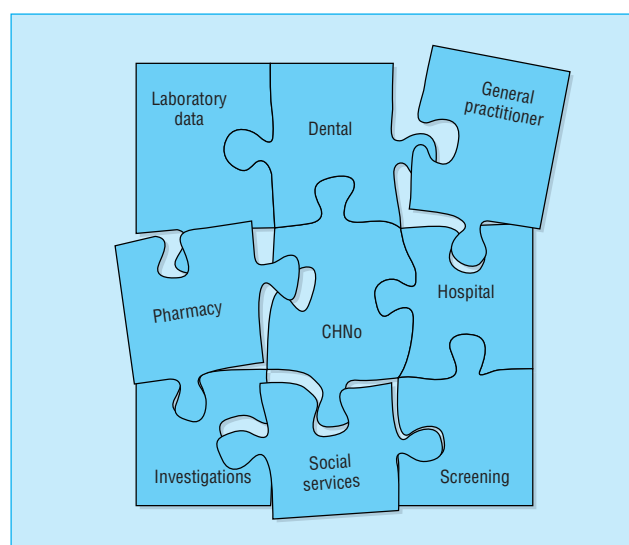 Laboratory
data
Dental
General
practitioner
Pharmacy
CHNo
Hospital
Investigations
Social
services
Screening